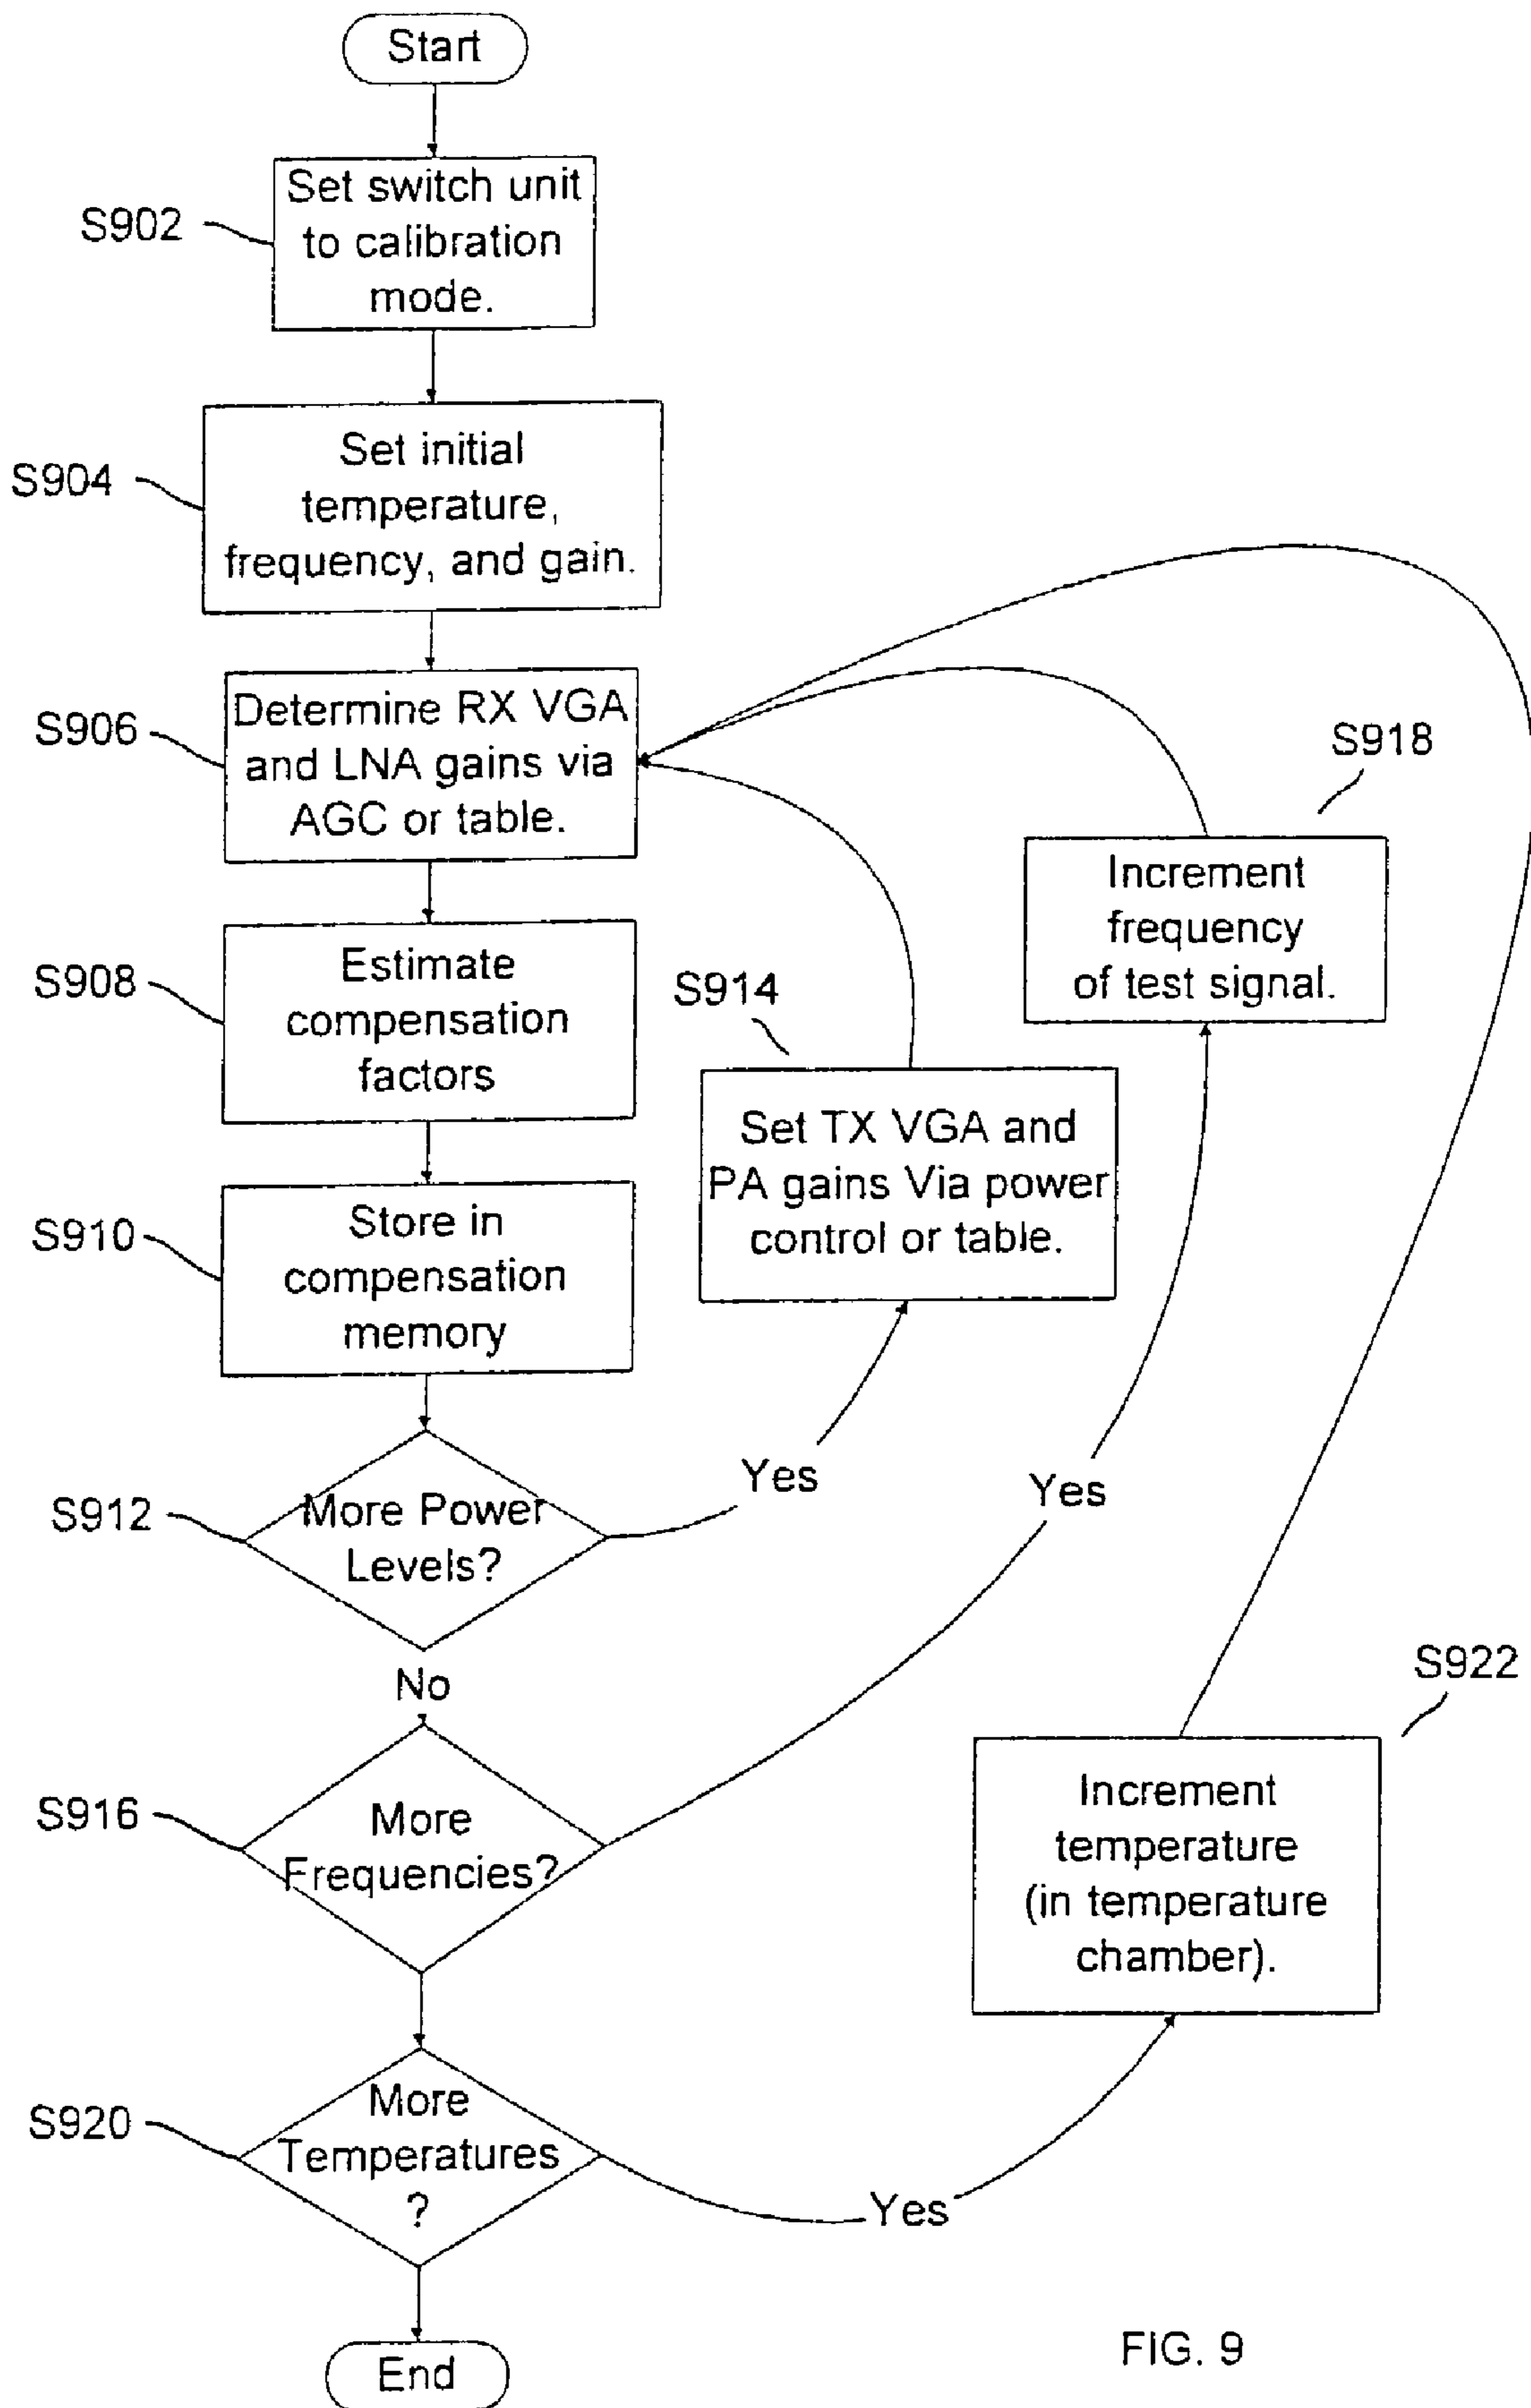 Start
S902
Set switch unit
to calibration
mode.
S904
Set initial
temperature,
frequency, and gain.
S906
Determine RX VGA
and LNA gains via
AGC or table.
S918
Increment
frequency
of test signal.
S908
Estimate
compensation
factors
S914
Set TX VGA and
PA gains Via power
control or table.
S910
Store in
compensation
memory
S912
More Power
Levels?
Yes
Yes
No
S916
More
Frequencies?
S922
Increment
temperature
(in temperature
chamber).
S920
More
Temperatures
?
Yes
End
FIG. 9